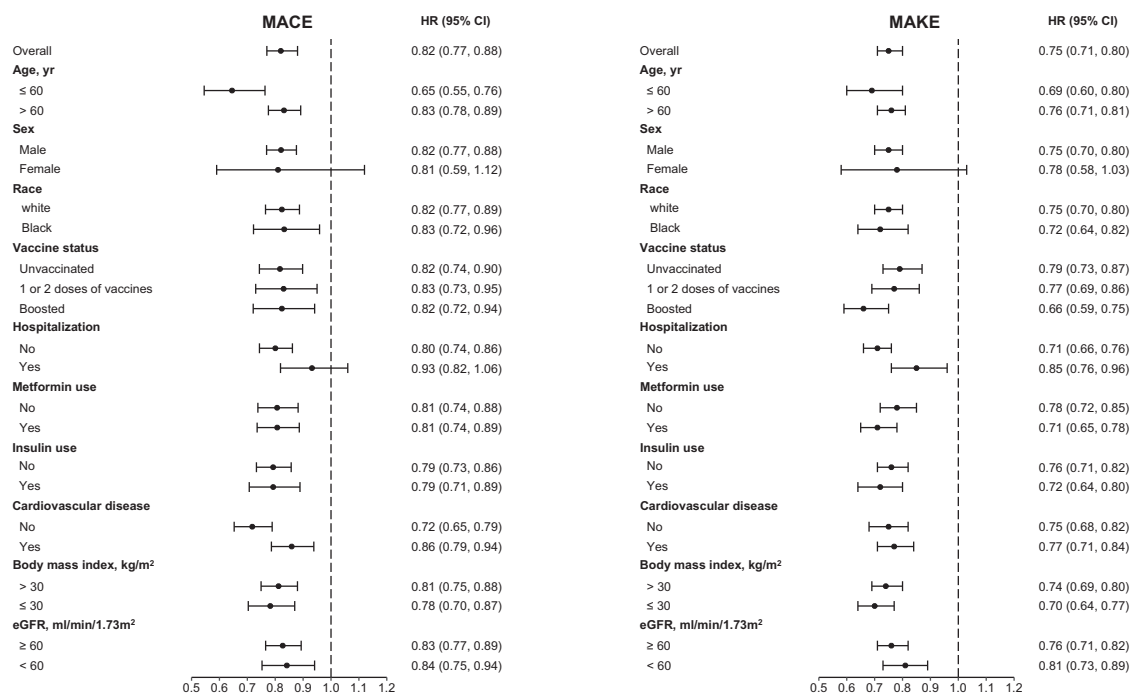 MACE HR (95% CI)
Overall 0.82 (0.77, 0.88)
Age, yr
≤ 60 0.65 (0.55, 0.76)
> 60 0.83 (0.78, 0.89)
Sex
Male 0.82 (0.77, 0.88)
Female 0.81 (0.59, 1.12)
Race
white 0.82 (0.77, 0.89)
Black 0.83 (0.72, 0.96)
Vaccine status
Unvaccinated 0.82 (0.74, 0.90)
1 or 2 doses of vaccines 0.83 (0.73, 0.95)
Boosted 0.82 (0.72, 0.94)
Hospitalization
No 0.80 (0.74, 0.86)
Yes 0.93 (0.82, 1.06)
Metformin use
No 0.81 (0.74, 0.88)
Yes 0.81 (0.74, 0.89)
Insulin use
No 0.79 (0.73, 0.86)
Yes 0.79 (0.71, 0.89)
Cardiovascular disease
No 0.72 (0.65, 0.79)
Yes 0.86 (0.79, 0.94)
Body mass index, kg/m²
> 30 0.81 (0.75, 0.88)
≤ 30 0.78 (0.70, 0.87)
eGFR, ml/min/1.73m²
≥ 60 0.83 (0.77, 0.89)
< 60 0.84 (0.75, 0.94)
0.5 0.6 0.7 0.8 0.9 1.0 1.1 1.2
MAKE HR (95% CI)
Overall 0.75 (0.71, 0.80)
Age, yr
≤ 60 0.69 (0.60, 0.80)
> 60 0.76 (0.71, 0.81)
Sex
Male 0.75 (0.70, 0.80)
Female 0.78 (0.58, 1.03)
Race
white 0.75 (0.70, 0.80)
Black 0.72 (0.64, 0.82)
Vaccine status
Unvaccinated 0.79 (0.73, 0.87)
1 or 2 doses of vaccines 0.77 (0.69, 0.86)
Boosted 0.66 (0.59, 0.75)
Hospitalization
No 0.71 (0.66, 0.76)
Yes 0.85 (0.76, 0.96)
Metformin use
No 0.78 (0.72, 0.85)
Yes 0.71 (0.65, 0.78)
Insulin use
No 0.76 (0.71, 0.82)
Yes 0.72 (0.64, 0.80)
Cardiovascular disease
No 0.75 (0.68, 0.82)
Yes 0.77 (0.71, 0.84)
Body mass index, kg/m²
> 30 0.74 (0.69, 0.80)
≤ 30 0.70 (0.64, 0.77)
eGFR, ml/min/1.73m²
≥ 60 0.76 (0.71, 0.82)
< 60 0.81 (0.73, 0.89)
0.5 0.6 0.7 0.8 0.9 1.0 1.1 1.2